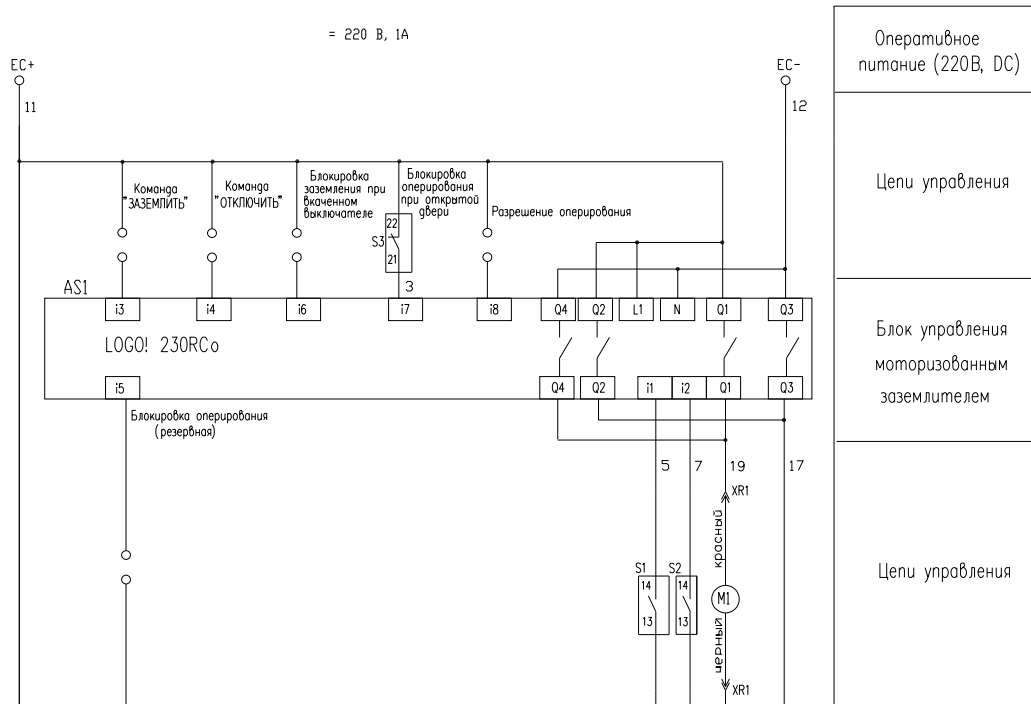 = 220 В, 1А
Оперативное
питание (220В, DC)
EC+
EC-
11
12
Цепи управления
Команда
"ЗАЗЕМЛИТЬ"
Команда
"ОТКЛЮЧИТЬ"
Блокировка
заземления при
вкаченном
выключателе
Блокировка
оперирования
при открытой
двери
Разрешение оперирования
22
S3
21
3
AS1
i3
i4
i6
i7
i8
Q4
Q2
L1
N
Q1
Q3
LOGO! 230RCo
Блок управления
моторизованным
заземлителем
i5
Q4
Q2
i1
i2
Q1
Q3
Блокировка оперирования
(резервная)
5
7
19
17
XR1
красный
S1
14
13
S2
14
13
M1
черный
XR1
Цепи управления